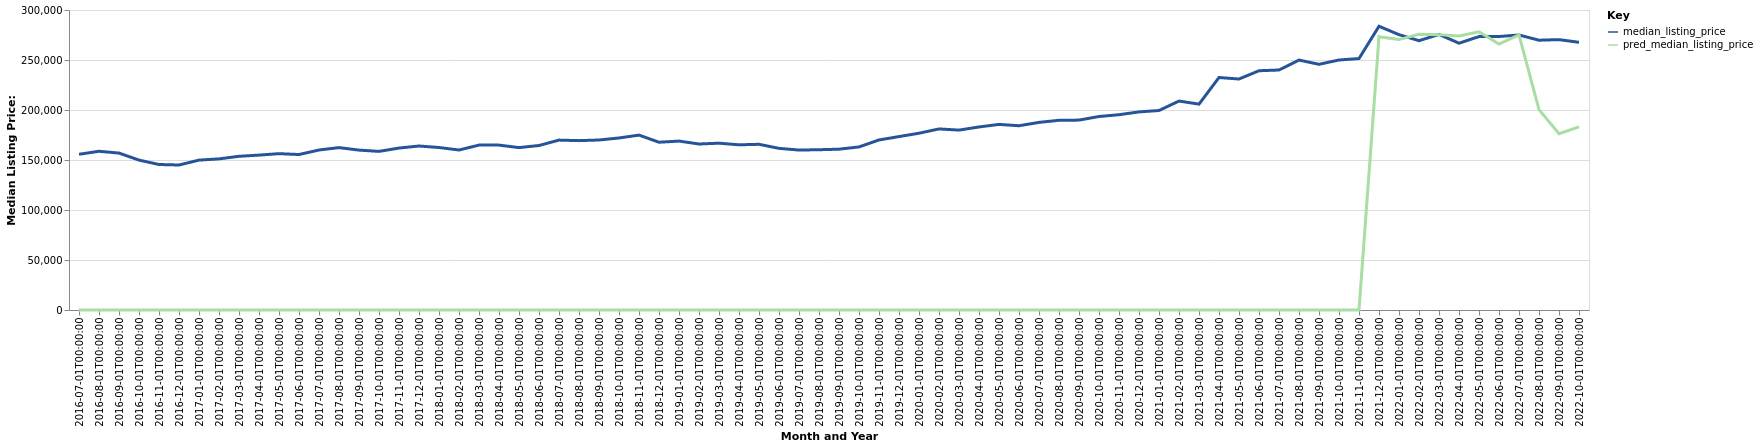 300,000
250,000
200,000
150,000
100,000
50,000
0
Median Listing Price:
2016-07-01T00:00:00
2016-08-01T00:00:00
2016-09-01T00:00:00
2016-10-01T00:00:00
2016-11-01T00:00:00
2016-12-01T00:00:00
2017-01-01T00:00:00
2017-02-01T00:00:00
2017-03-01T00:00:00
2017-04-01T00:00:00
2017-05-01T00:00:00
2017-06-01T00:00:00
2017-07-01T00:00:00
2017-08-01T00:00:00
2017-09-01T00:00:00
2017-10-01T00:00:00
2017-11-01T00:00:00
2017-12-01T00:00:00
2018-01-01T00:00:00
2018-02-01T00:00:00
2018-03-01T00:00:00
2018-04-01T00:00:00
2018-05-01T00:00:00
2018-06-01T00:00:00
2018-07-01T00:00:00
2018-08-01T00:00:00
2018-09-01T00:00:00
2018-10-01T00:00:00
2018-11-01T00:00:00
2018-12-01T00:00:00
2019-01-01T00:00:00
2019-02-01T00:00:00
2019-03-01T00:00:00
2019-04-01T00:00:00
2019-05-01T00:00:00
2019-06-01T00:00:00
2019-07-01T00:00:00
2019-08-01T00:00:00
2019-09-01T00:00:00
2019-10-01T00:00:00
2019-11-01T00:00:00
2019-12-01T00:00:00
2020-01-01T00:00:00
2020-02-01T00:00:00
2020-03-01T00:00:00
2020-04-01T00:00:00
2020-05-01T00:00:00
2020-06-01T00:00:00
2020-07-01T00:00:00
2020-08-01T00:00:00
2020-09-01T00:00:00
2020-10-01T00:00:00
2020-11-01T00:00:00
2020-12-01T00:00:00
2021-01-01T00:00:00
2021-02-01T00:00:00
2021-03-01T00:00:00
2021-04-01T00:00:00
2021-05-01T00:00:00
2021-06-01T00:00:00
2021-07-01T00:00:00
2021-08-01T00:00:00
2021-09-01T00:00:00
2021-10-01T00:00:00
2021-11-01T00:00:00
2021-12-01T00:00:00
2022-01-01T00:00:00
2022-02-01T00:00:00
2022-03-01T00:00:00
2022-04-01T00:00:00
2022-05-01T00:00:00
2022-06-01T00:00:00
2022-07-01T00:00:00
2022-08-01T00:00:00
2022-09-01T00:00:00
2022-10-01T00:00:00
Month and Year
Key
median_listing_price
pred_median_listing_price